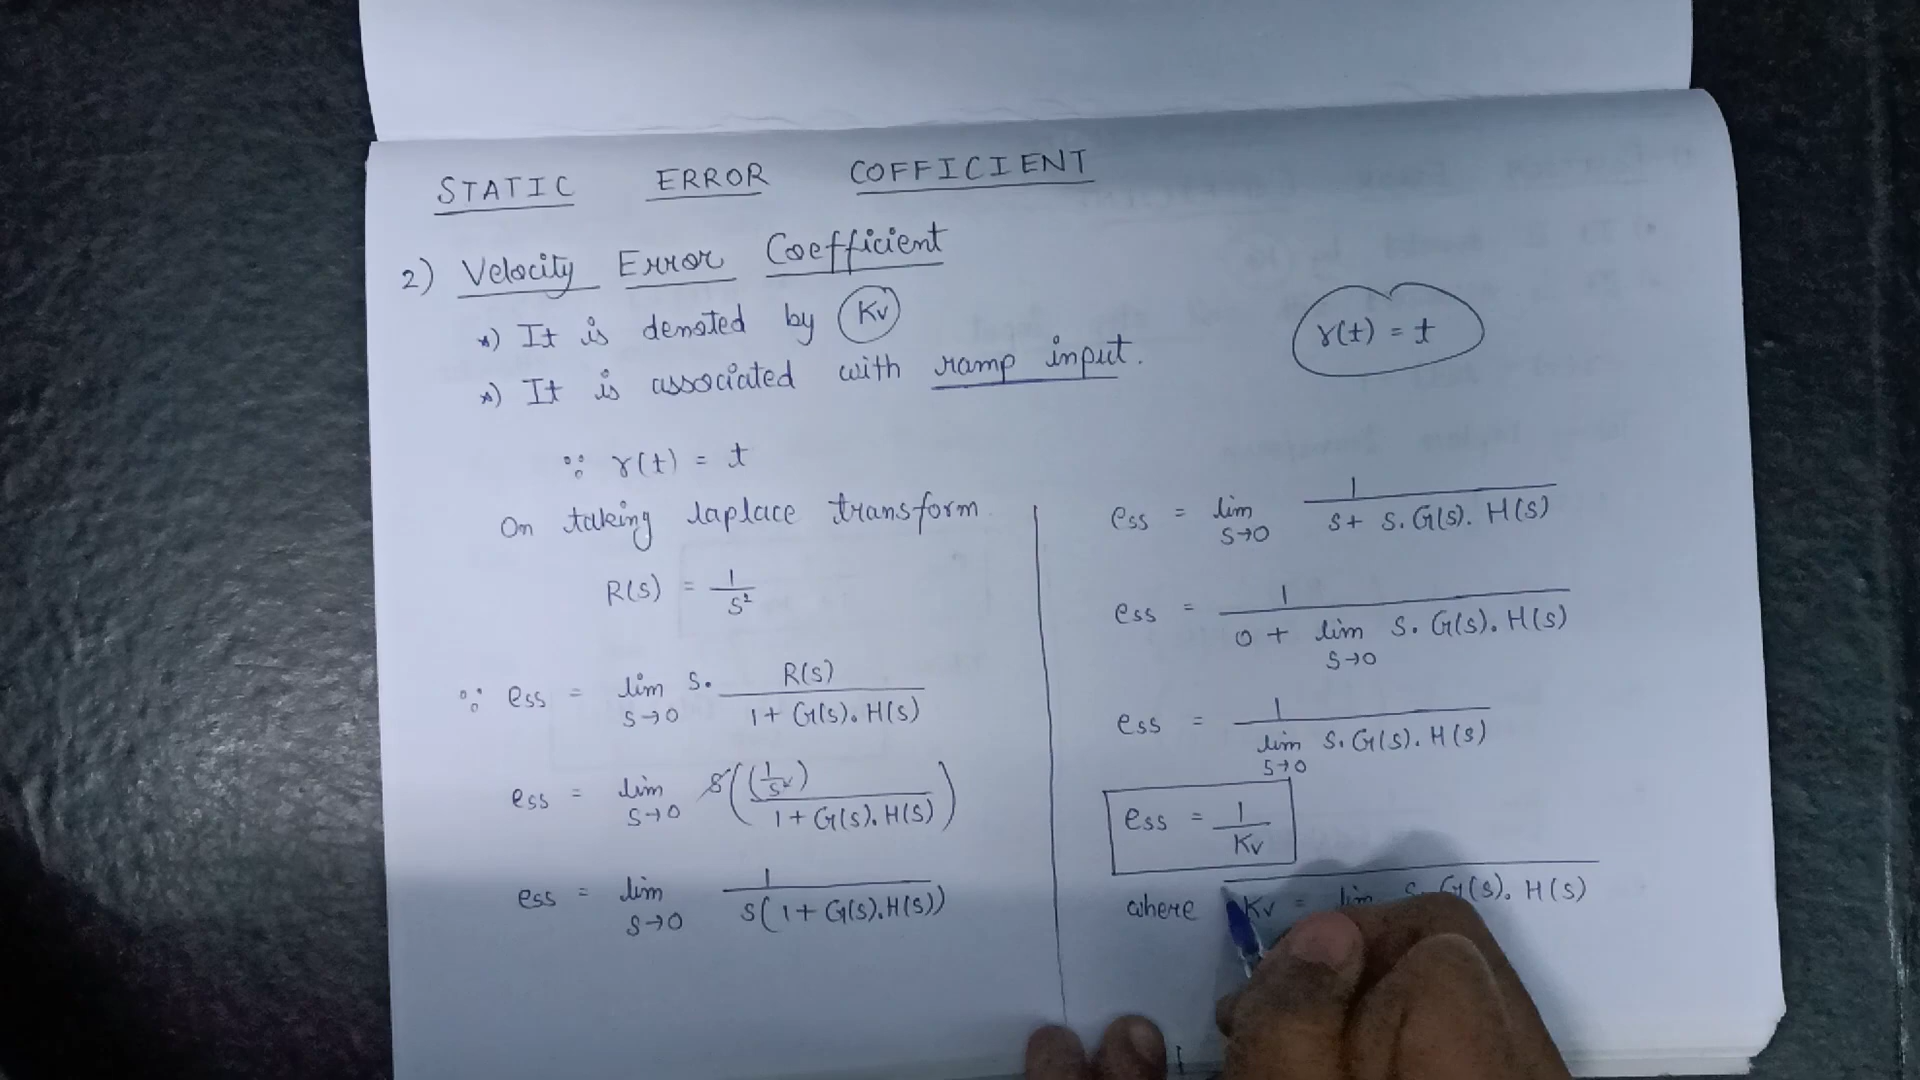 STATIC ERROR COFFICIENT
2) Velocity Error Coefficient
*) It is denoted by Kv
*) It is associated with ramp input.
r(t) = t
∵ r(t) = t
On taking laplace transform
R(s) = 1/s²
∵ ess = lim s→0 s. R(s)/(1+ G(s). H(s))
ess = lim s→0 s((1/s²)/(1+ G(s). H(s)))
ess = lim s→0 1/(s(1+ G(s).H(s)))
ess = lim s→0 1/(s+ s. G(s). H(s))
ess = 1/(0 + lim s→0 s. G(s). H(s))
ess = 1/(lim s→0 s. G(s). H(s))
ess = 1/Kv
where Kv = lim s. G(s). H(s)